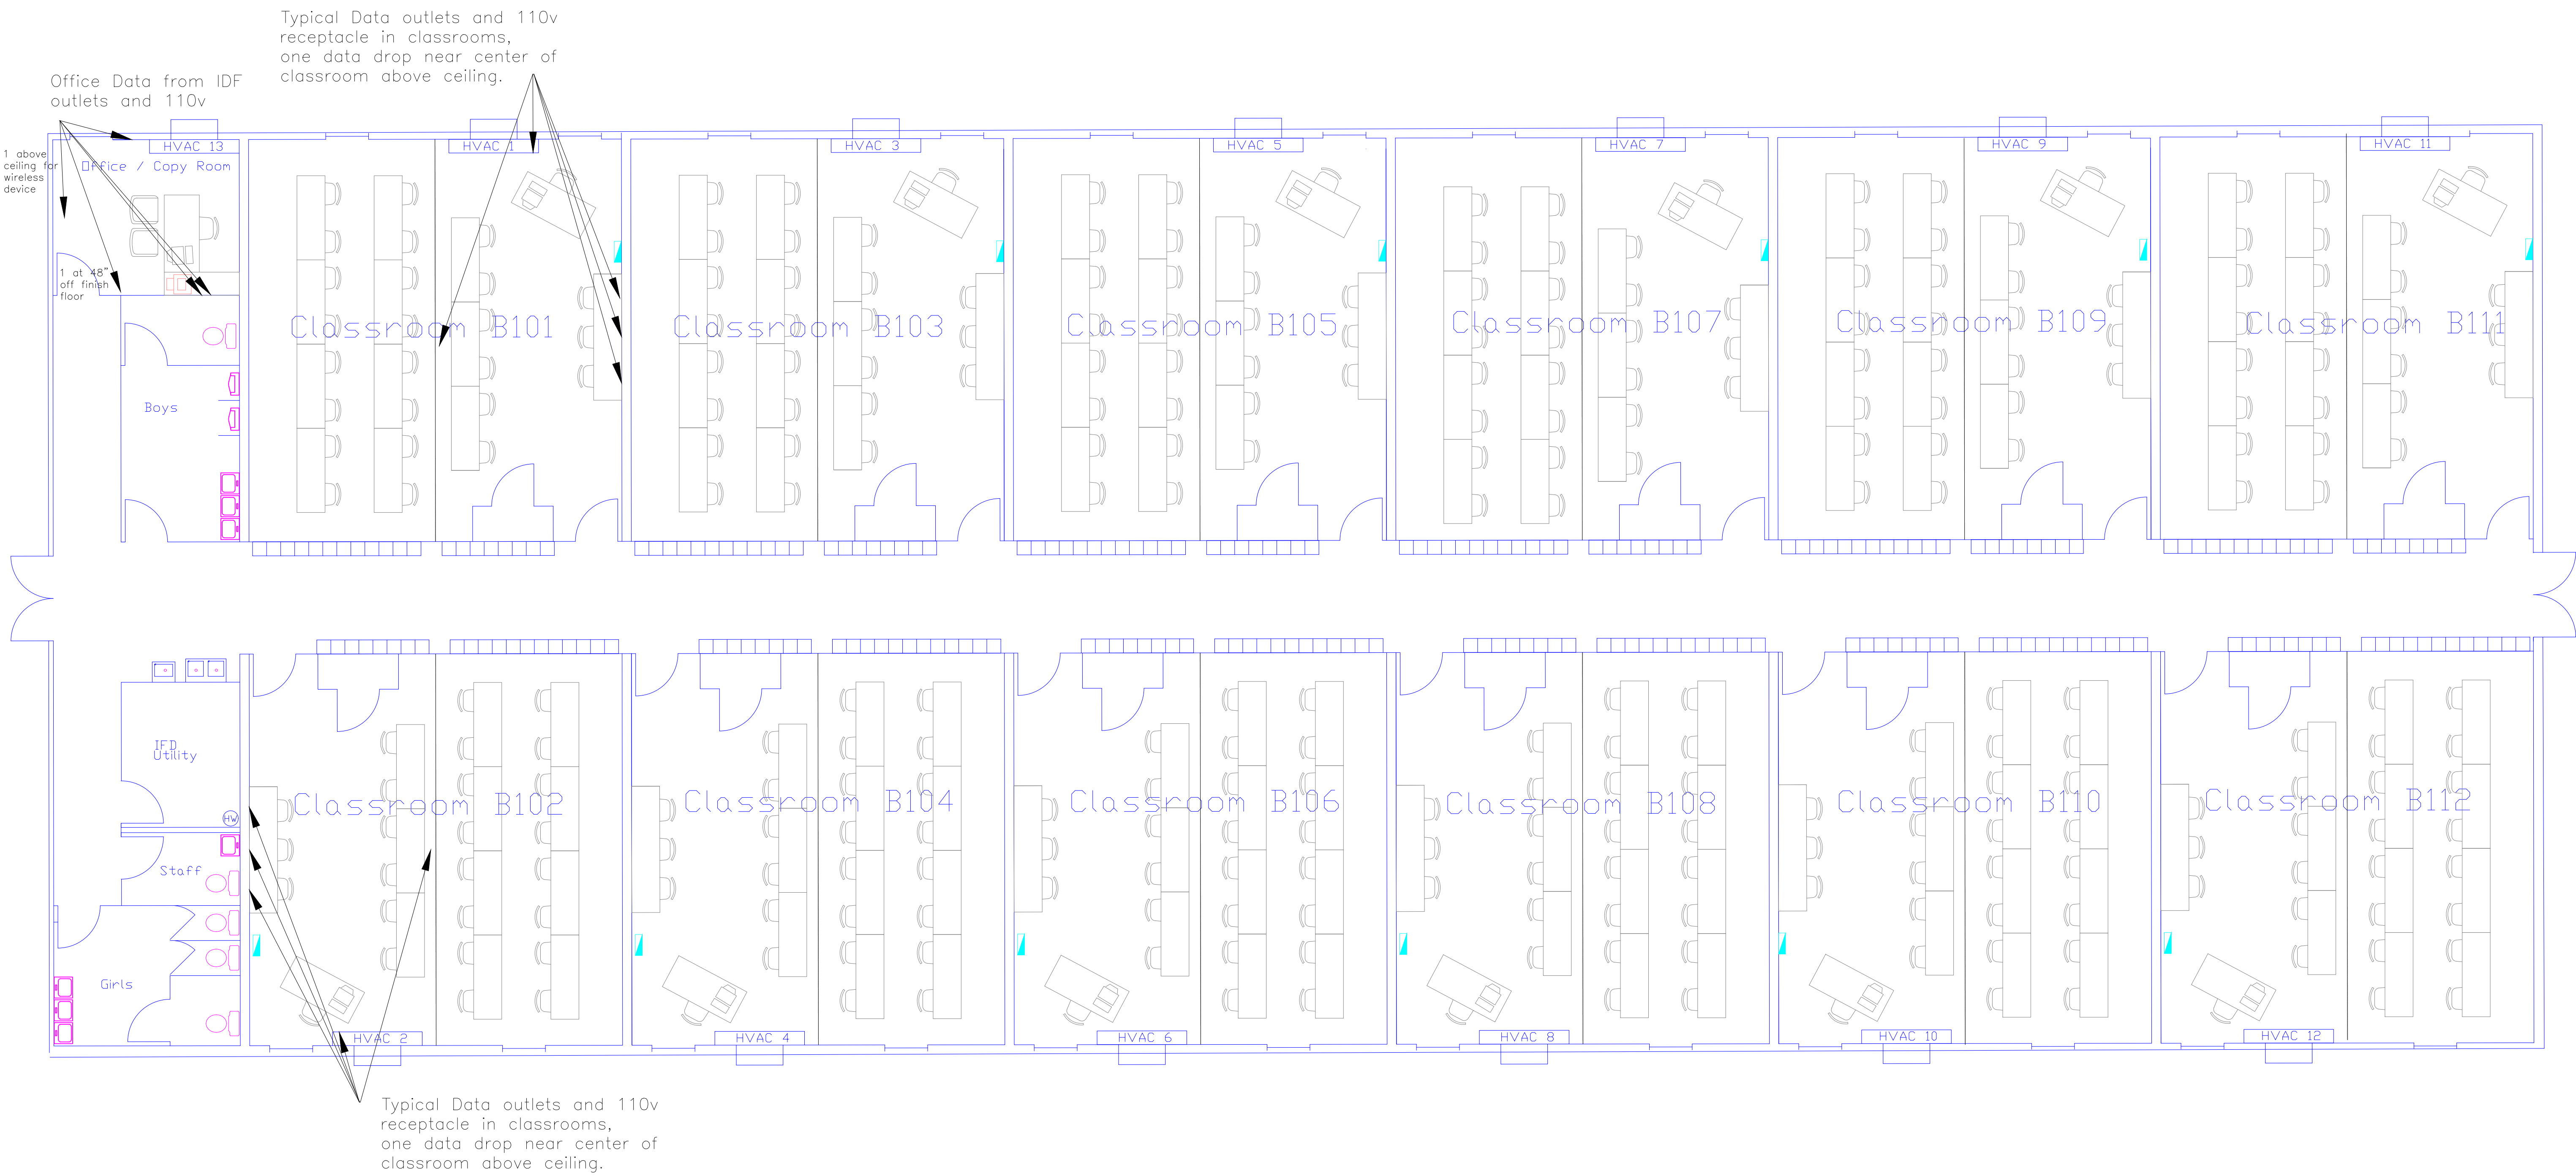 Typical Data outlets and 110v
receptacle in classrooms,
one data drop near center of
classroom above ceiling.
Office Data from IDF
outlets and 110v
1 above
ceiling for
wireless
device
HVAC 13
Office / Copy Room
1 at 48"
off finish
floor
HVAC 1
HVAC 3
HVAC 5
HVAC 7
HVAC 9
HVAC 11
Classroom B101
Classroom B103
Classroom B105
Classroom B107
Classroom B109
Classroom B111
Boys
IFD
Utility
HW
Staff
Girls
Classroom B102
Classroom B104
Classroom B106
Classroom B108
Classroom B110
Classroom B112
HVAC 2
HVAC 4
HVAC 6
HVAC 8
HVAC 10
HVAC 12
Typical Data outlets and 110v
receptacle in classrooms,
one data drop near center of
classroom above ceiling.